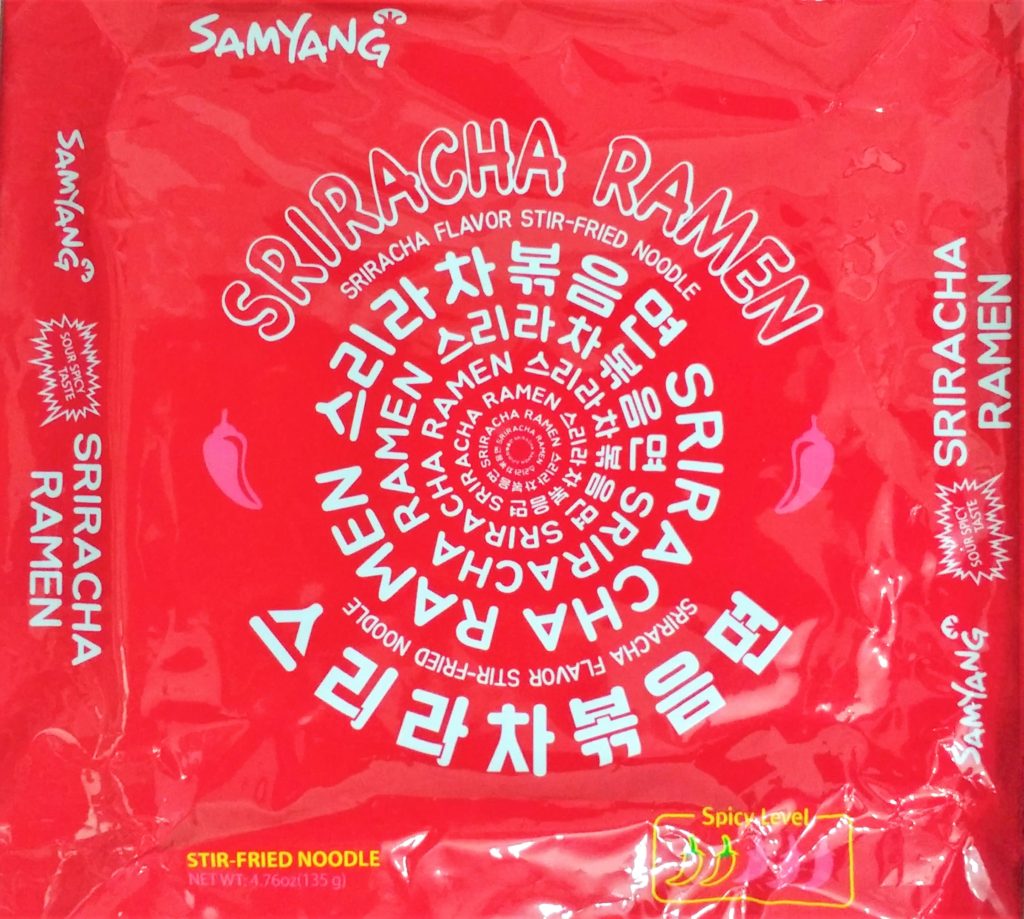 SAMYANG
SRIRACHA RAMEN
SRIRACHA FLAVOR STIR-FRIED NOODLE
스리라차볶음면 SRIRACHA RAMEN
스리라차볶음면 SRIRACHA RAMEN
스리라차볶음면 SRIRACHA RAMEN
스리라차볶음면 SRIRACHA RAMEN
SRIRACHA FLAVOR STIR-FRIED NOODLE
스리라차볶음면
SAMYANG
SOUR SPICY
TASTE
SRIRACHA
RAMEN
SRIRACHA
RAMEN
SOUR SPICY
TASTE
SAMYANG
STIR-FRIED NOODLE
NET WT: 4.76oz(135 g)
Spicy Level